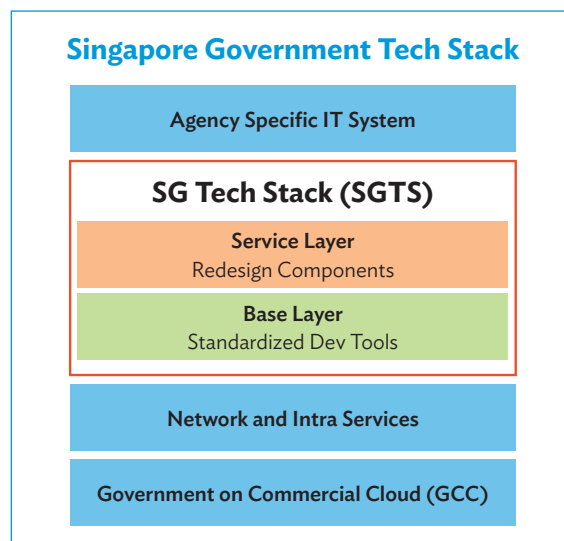 Singapore Government Tech Stack
Agency Specific IT System
SG Tech Stack (SGTS)
Service Layer
Redesign Components
Base Layer
Standardized Dev Tools
Network and Intra Services
Government on Commercial Cloud (GCC)